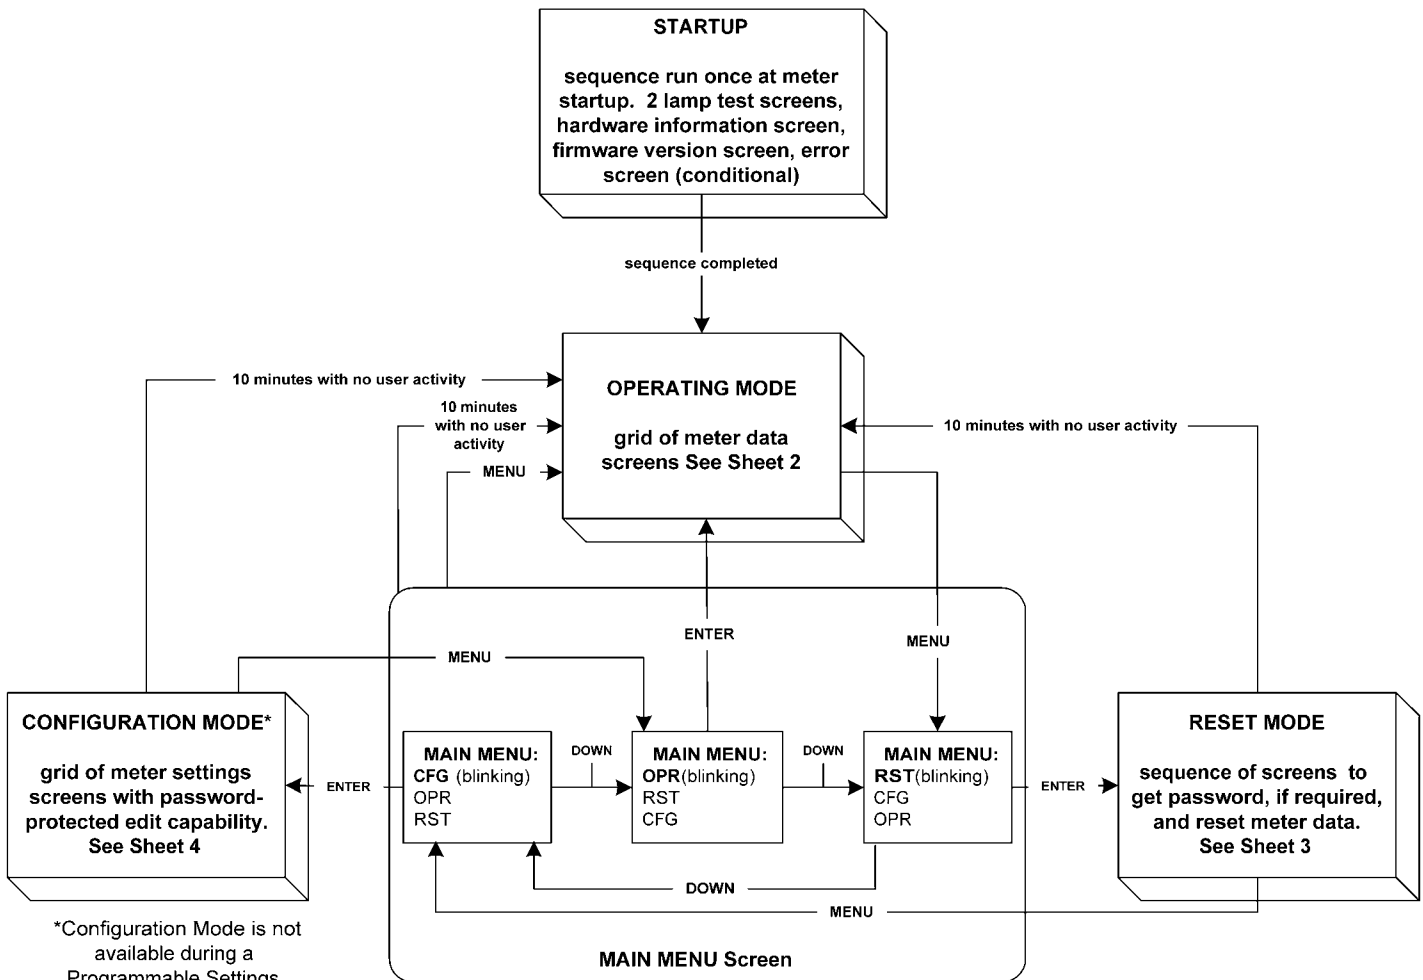 STARTUP
sequence run once at meter
startup. 2 lamp test screens,
hardware information screen,
firmware version screen, error
screen (conditional)
sequence completed
10 minutes with no user activity
10 minutes
with no user
activity
MENU
OPERATING MODE
grid of meter data
screens See Sheet 2
10 minutes with no user activity
ENTER
MENU
MENU
CONFIGURATION MODE*
grid of meter settings
screens with password-
protected edit capability.
See Sheet 4
ENTER
MAIN MENU:
CFG (blinking)
OPR
RST
DOWN
MAIN MENU:
OPR(blinking)
RST
CFG
DOWN
MAIN MENU:
RST(blinking)
CFG
OPR
ENTER
RESET MODE
sequence of screens to
get password, if required,
and reset meter data.
See Sheet 3
DOWN
MENU
MAIN MENU Screen
*Configuration Mode is not
available during a
Programmable Settings